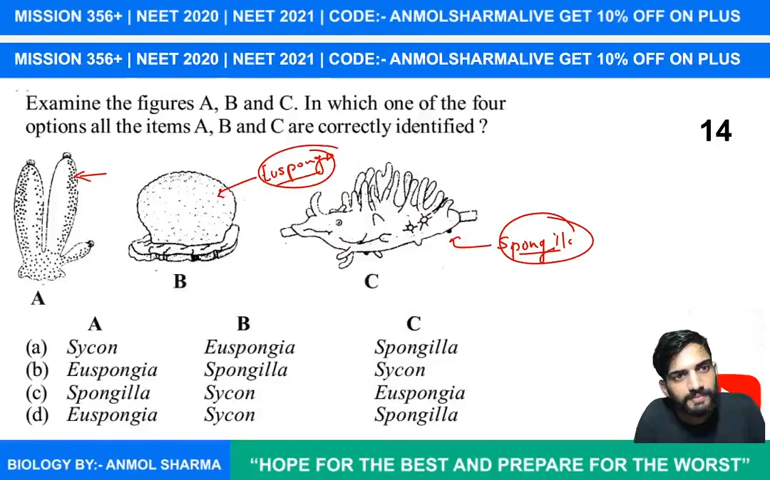 MISSION 356+ | NEET 2020 | NEET 2021 | CODE:- ANMOLSHARMALIVE GET 10% OFF ON PLUS
MISSION 356+ | NEET 2020 | NEET 2021 | CODE:- ANMOLSHARMALIVE GET 10% OFF ON PLUS
Examine the figures A, B and C. In which one of the four
options all the items A, B and C are correctly identified ?
14
Euspongia
Spongilla
A
B
C
A B C
(a) Sycon Euspongia Spongilla
(b) Euspongia Spongilla Sycon
(c) Spongilla Sycon Euspongia
(d) Euspongia Sycon Spongilla
BIOLOGY BY:- ANMOL SHARMA
“HOPE FOR THE BEST AND PREPARE FOR THE WORST”